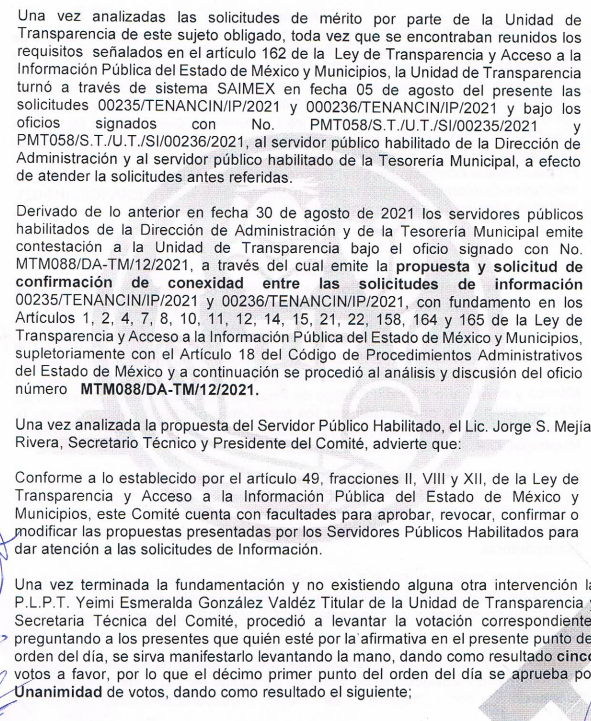 Una vez analizadas las solicitudes de mérito por parte de la Unidad de
Transparencia de este sujeto obligado, toda vez que se encontraban reunidos los
requisitos señalados en el artículo 162 de la Ley de Transparencia y Acceso a la
Información Pública del Estado de México y Municipios, la Unidad de Transparencia
turnó a través de sistema SAIMEX en fecha 05 de agosto del presente las
solicitudes 00235/TENANCIN/IP/2021 y 000236/TENANCIN/IP/2021 y bajo los
oficios signados con No. PMT058/S.T./U.T./SI/00235/2021 y
PMT058/S.T./U.T./SI/00236/2021, al servidor público habilitado de la Dirección de
Administración y al servidor público habilitado de la Tesorería Municipal, a efecto
de atender la solicitudes antes referidas.
Derivado de lo anterior en fecha 30 de agosto de 2021 los servidores públicos
habilitados de la Dirección de Administración y de la Tesorería Municipal emite
contestación a la Unidad de Transparencia bajo el oficio signado con No.
MTM088/DA-TM/12/2021, a través del cual emite la propuesta y solicitud de
confirmación de conexidad entre las solicitudes de información
00235/TENANCIN/IP/2021 y 00236/TENANCIN/IP/2021, con fundamento en los
Artículos 1, 2, 4, 7, 8, 10, 11, 12, 14, 15, 21, 22, 158, 164 y 165 de la Ley de
Transparencia y Acceso a la Información Pública del Estado de México y Municipios,
supletoriamente con el Artículo 18 del Código de Procedimientos Administrativos
del Estado de México y a continuación se procedió al análisis y discusión del oficio
número MTM088/DA-TM/12/2021.
Una vez analizada la propuesta del Servidor Público Habilitado, el Lic. Jorge S. Mejía
Rivera, Secretario Técnico y Presidente del Comité, advierte que:
Conforme a lo establecido por el artículo 49, fracciones II, VIII y XII, de la Ley de
Transparencia y Acceso a la Información Pública del Estado de México y
Municipios, este Comité cuenta con facultades para aprobar, revocar, confirmar o
modificar las propuestas presentadas por los Servidores Públicos Habilitados para
dar atención a las solicitudes de Información.
Una vez terminada la fundamentación y no existiendo alguna otra intervención la
P.L.P.T. Yeimi Esmeralda González Valdéz Titular de la Unidad de Transparencia y
Secretaria Técnica del Comité, procedió a levantar la votación correspondiente
preguntando a los presentes que quién esté por la afirmativa en el presente punto de
orden del día, se sirva manifestarlo levantando la mano, dando como resultado cinco
votos a favor, por lo que el décimo primer punto del orden del día se aprueba po
Unanimidad de votos, dando como resultado el siguiente;